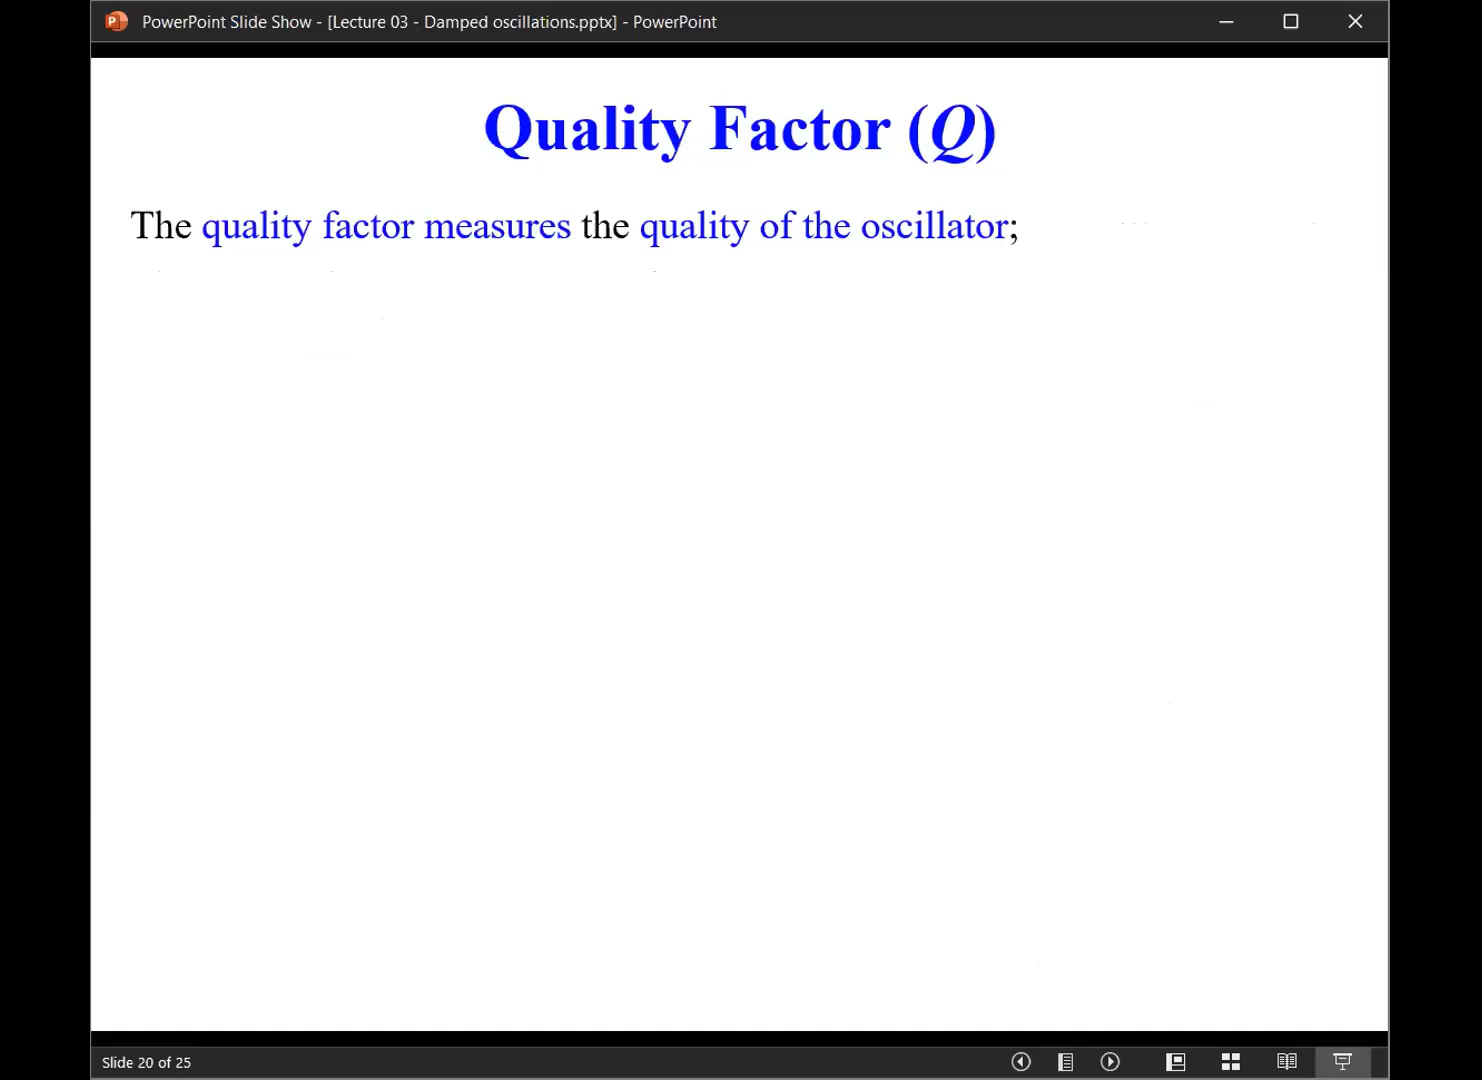 PowerPoint Slide Show - [Lecture 03 - Damped oscillations.pptx] - PowerPoint
Quality Factor (Q)
The quality factor measures the quality of the oscillator;
Slide 20 of 25